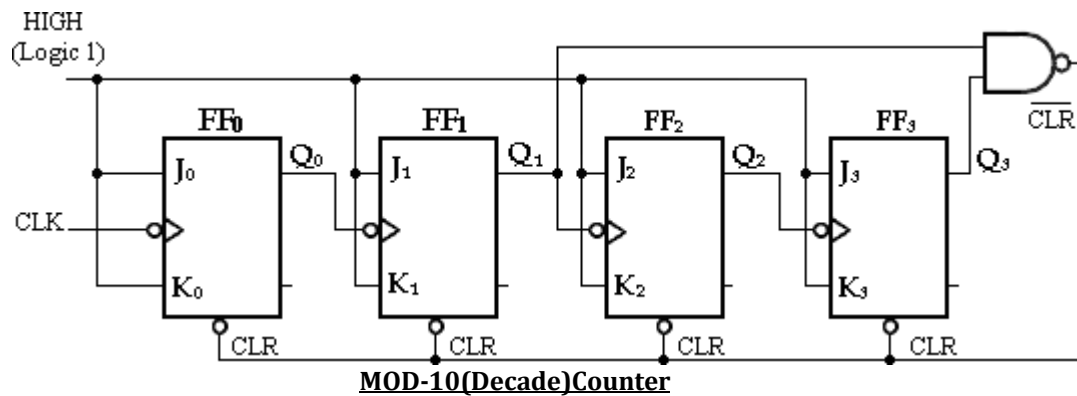 HIGH
(Logic 1)
FF₀ FF₁ FF₂ FF₃
CLR
Q₀ Q₁ Q₂ Q₃
J₀ J₁ J₂ J₃
CLK
K₀ K₁ K₂ K₃
CLR CLR CLR CLR
MOD-10(Decade)Counter